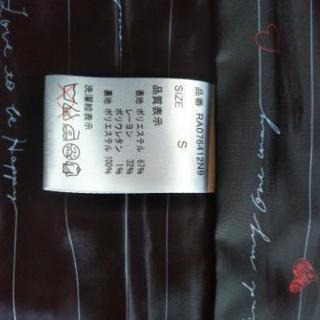 品番 RA076412N9
SIZE S
品質表示
表地 ポリエステル 67%
レーヨン 32%
ポリウレタン 1%
裏地 ポリエステル 100%
洗濯絵表示
Love to be Happy